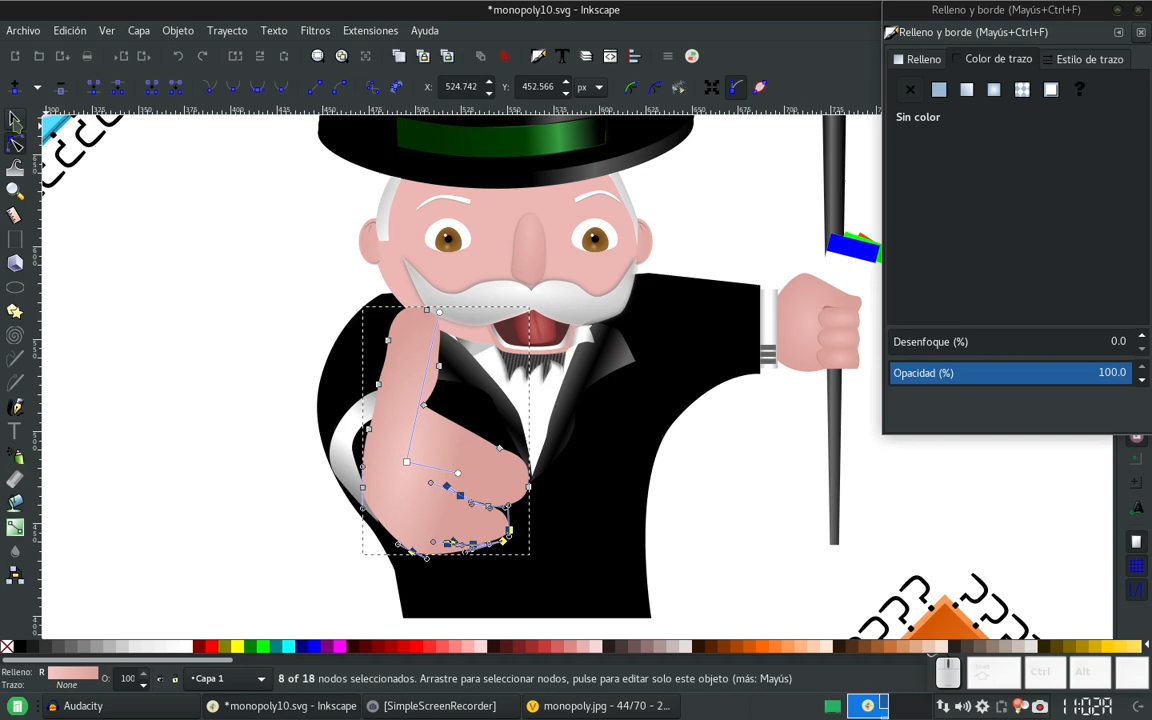 *monopoly10.svg - Inkscape
Relleno y borde (Mayús+Ctrl+F)
Archivo Edición Ver Capa Objeto Trayecto Texto Filtros Extensiones Ayuda
Relleno y borde (Mayús+Ctrl+F)
Relleno Color de trazo Estilo de trazo
X: 524.742 Y: 452.566 px
Sin color
Desenfoque (%) 0.0
Opacidad (%) 100.0
Relleno: R
Trazo: None
O: 100
•Capa 1
8 of 18 nodos seleccionados. Arrastre para seleccionar nodos, pulse para editar solo este objeto (más: Mayús)
Shift Ctrl Alt
Audacity
*monopoly10.svg - Inkscape
[SimpleScreenRecorder]
monopoly.jpg - 44/70 - 2...
11:029